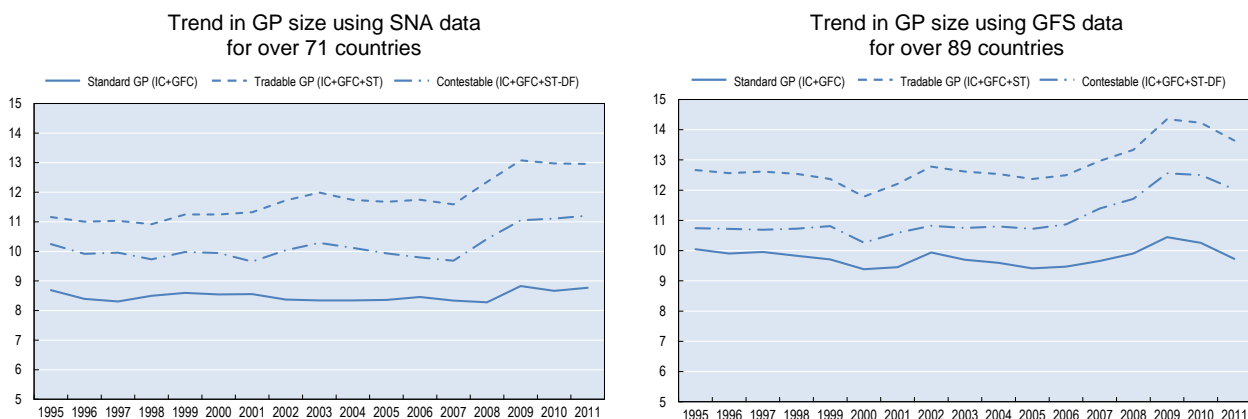 Trend in GP size using SNA data
for over 71 countries
Standard GP (IC+GFC) Tradable GP (IC+GFC+ST) Contestable (IC+GFC+ST-DF)
15
14
13
12
11
10
9
8
7
6
5
1995 1996 1997 1998 1999 2000 2001 2002 2003 2004 2005 2006 2007 2008 2009 2010 2011
Trend in GP size using GFS data
for over 89 countries
Standard GP (IC+GFC) Tradable GP (IC+GFC+ST) Contestable (IC+GFC+ST-DF)
15
14
13
12
11
10
9
8
7
6
5
1995 1996 1997 1998 1999 2000 2001 2002 2003 2004 2005 2006 2007 2008 2009 2010 2011